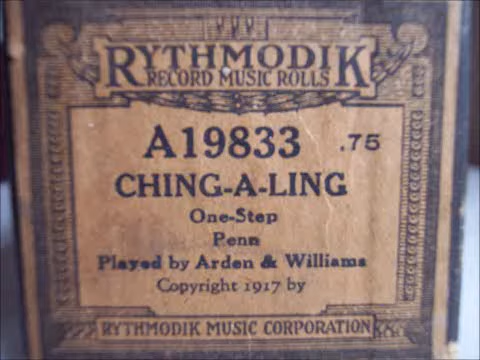 RYTHMODIK
RECORD MUSIC ROLLS
A19833 .75
CHING-A-LING
One-Step
Penn
Played by Arden & Williams
Copyright 1917 by
RYTHMODIK MUSIC CORPORATION